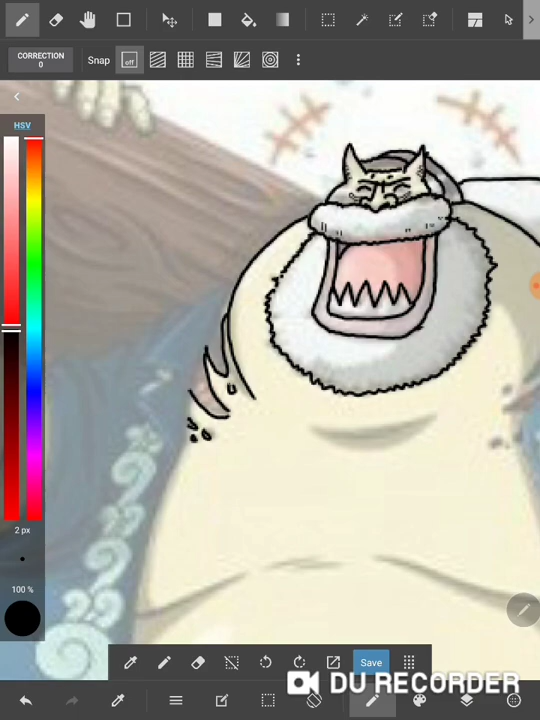 CORRECTION
0
Snap
off
HSV
2 px
100 %
Save
DU RECORDER